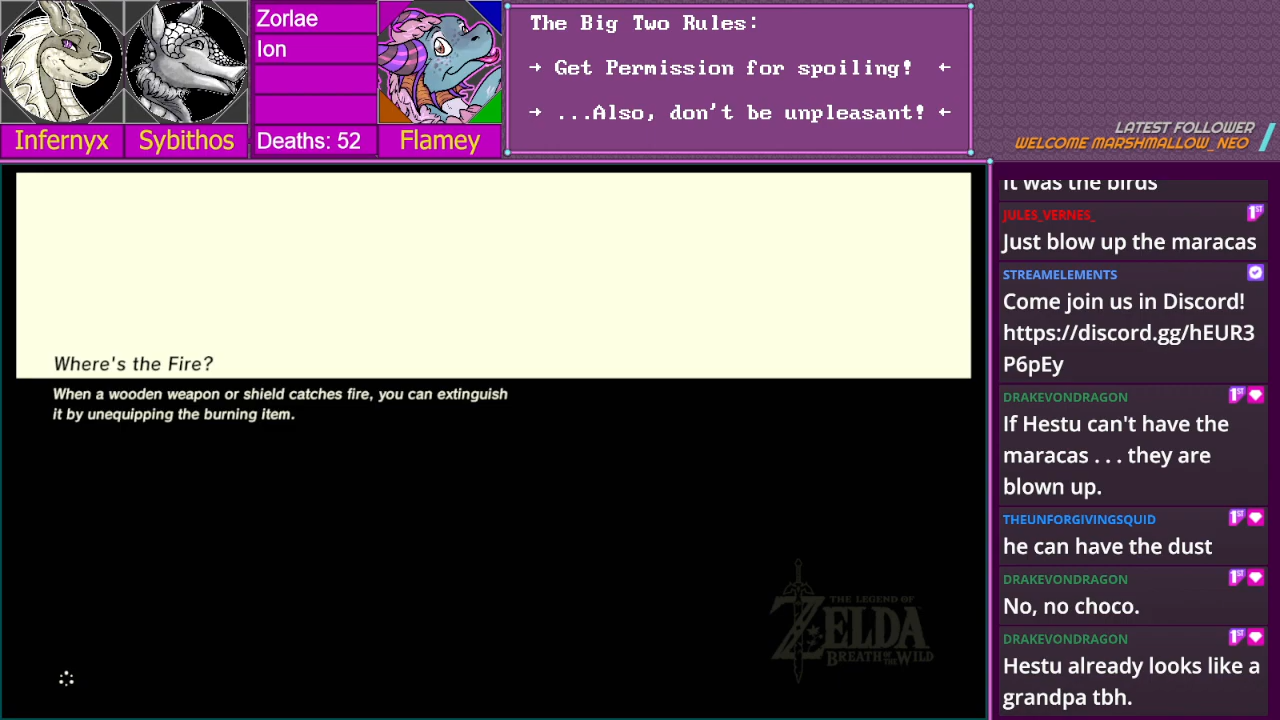 Zorlae
Ion
Infernyx
Sybithos
Deaths: 52
Flamey
The Big Two Rules:
→ Get Permission for spoiling! ←
→ ...Also, don't be unpleasant! ←
LATEST FOLLOWER
WELCOME MARSHMALLOW_NEO
Where's the Fire?
When a wooden weapon or shield catches fire, you can extinguish
it by unequipping the burning item.
THE LEGEND OF
ZELDA
BREATH OF THE WILD
it was the birds
JULES_VERNES_
Just blow up the maracas
STREAMELEMENTS
Come join us in Discord!
https://discord.gg/hEUR3
P6pEy
DRAKEVONDRAGON
If Hestu can't have the
maracas . . . they are
blown up.
THEUNFORGIVINGSQUID
he can have the dust
DRAKEVONDRAGON
No, no choco.
DRAKEVONDRAGON
Hestu already looks like a
grandpa tbh.